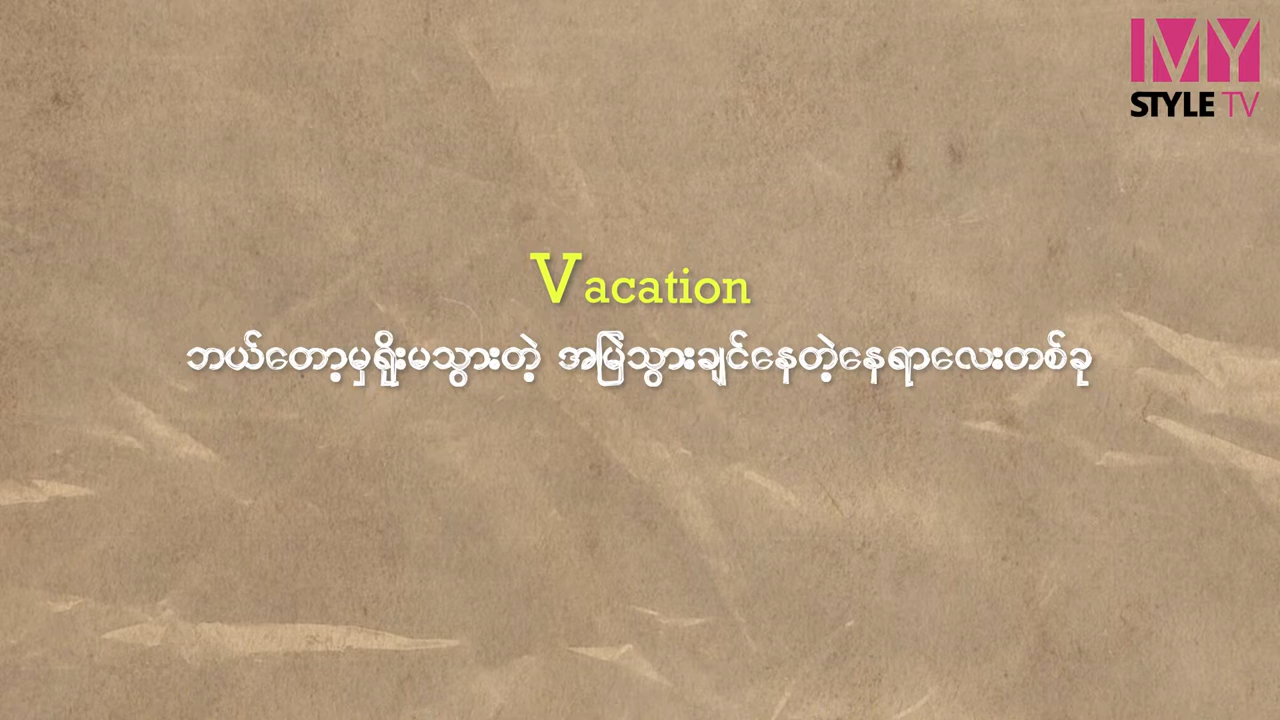 IMY
STYLE TV
Vacation
ဘယ်တော့မှရိုးမသွားတဲ့ အမြဲသွားချင်နေတဲ့နေရာလေးတစ်ခု